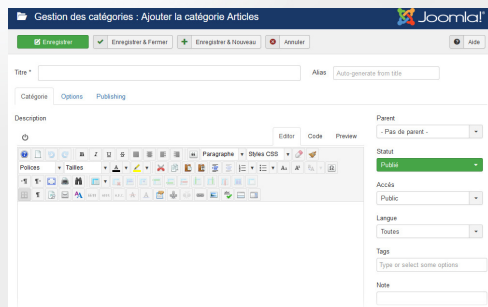 Gestion des catégories : Ajouter la catégorie Articles
Joomla!
Enregistrer
Enregistrer & Fermer
Enregistrer & Nouveau
Annuler
Aide
Titre *
Alias
Auto-generate from title
Catégorie
Options
Publishing
Description
Editor
Code
Preview
Paragraphe
Styles CSS
Polices
Tailles
Parent
- Pas de parent -
Statut
Publié
Accès
Public
Langue
Toutes
Tags
Type or select some options
Note